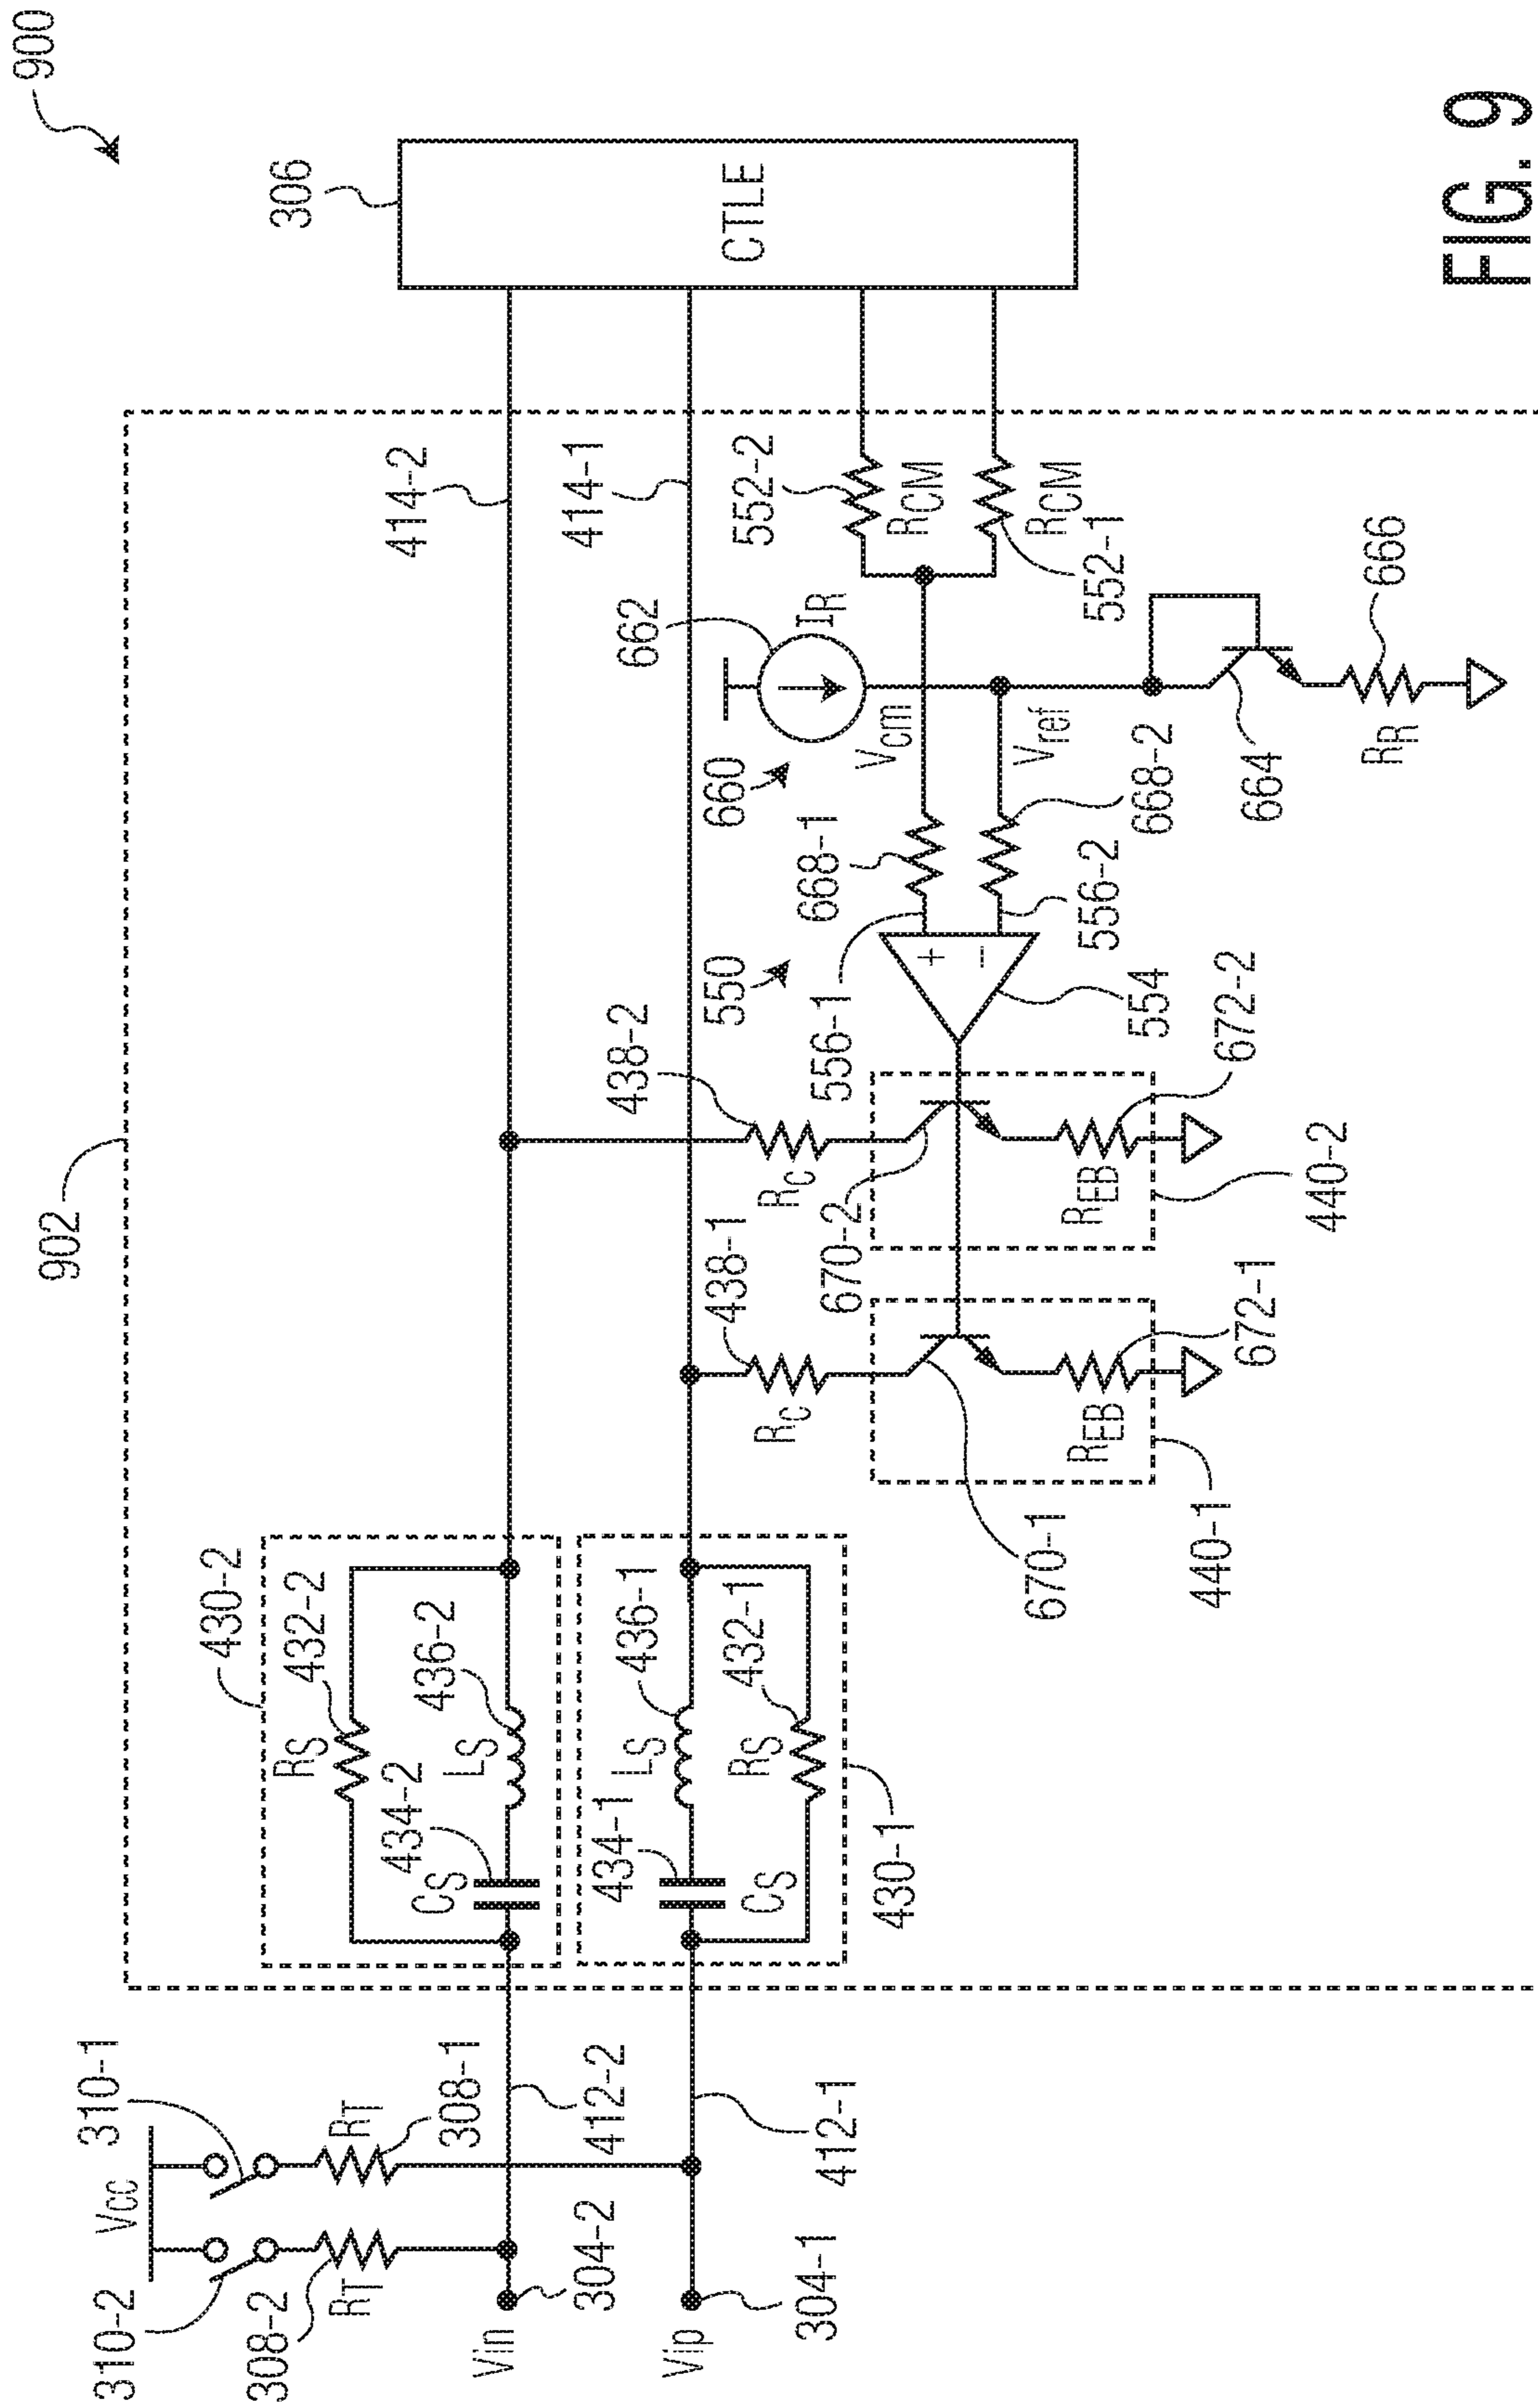 900
902
306
CTLE
414-2
414-1
552-2
RCM
RCM
552-1
662
IR
660
Vcm
Vref
668-1
668-2
664
RR
666
550
556-1
556-2
+
-
554
438-2
RC
670-2
REB
672-2
440-2
438-1
RC
670-1
REB
672-1
440-1
430-2
432-2
RS
434-2
436-2
CS
LS
434-1
436-1
CS
LS
RS
432-1
430-1
310-1
VCC
310-2
RT
308-1
RT
308-2
412-2
412-1
Vin
304-2
Vip
304-1
FIG. 9